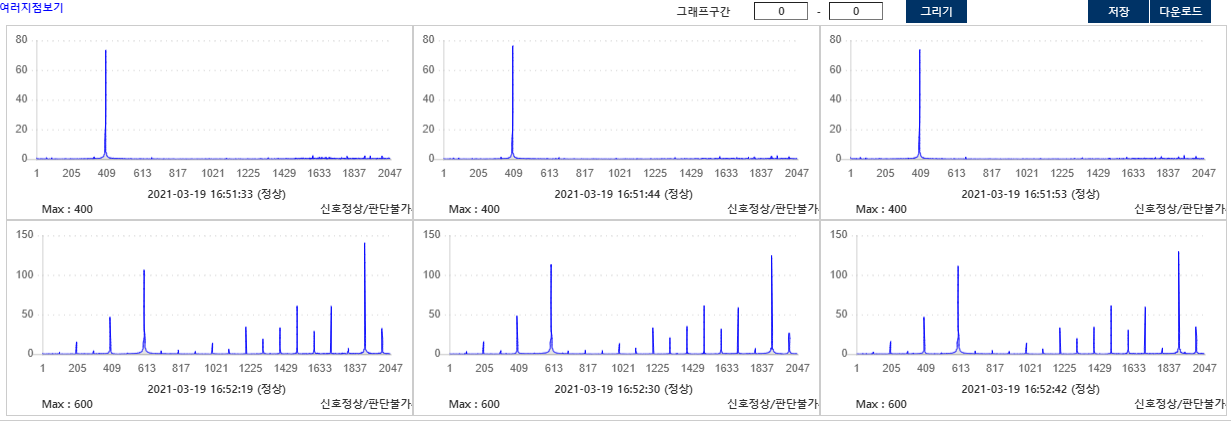 여러지점보기
그래프구간 0 - 0 그리기 저장 다운로드
80 60 40 20 0
1 205 409 613 817 1021 1225 1429 1633 1837 2047
2021-03-19 16:51:33 (정상)
Max : 400 신호정상/판단불가
80 60 40 20 0
1 205 409 613 817 1021 1225 1429 1633 1837 2047
2021-03-19 16:51:44 (정상)
Max : 400 신호정상/판단불가
80 60 40 20 0
1 205 409 613 817 1021 1225 1429 1633 1837 2047
2021-03-19 16:51:53 (정상)
Max : 400 신호정상/판단불가
150 100 50 0
1 205 409 613 817 1021 1225 1429 1633 1837 2047
2021-03-19 16:52:19 (정상)
Max : 600 신호정상/판단불가
150 100 50 0
1 205 409 613 817 1021 1225 1429 1633 1837 2047
2021-03-19 16:52:30 (정상)
Max : 600 신호정상/판단불가
150 100 50 0
1 205 409 613 817 1021 1225 1429 1633 1837 2047
2021-03-19 16:52:42 (정상)
Max : 600 신호정상/판단불가